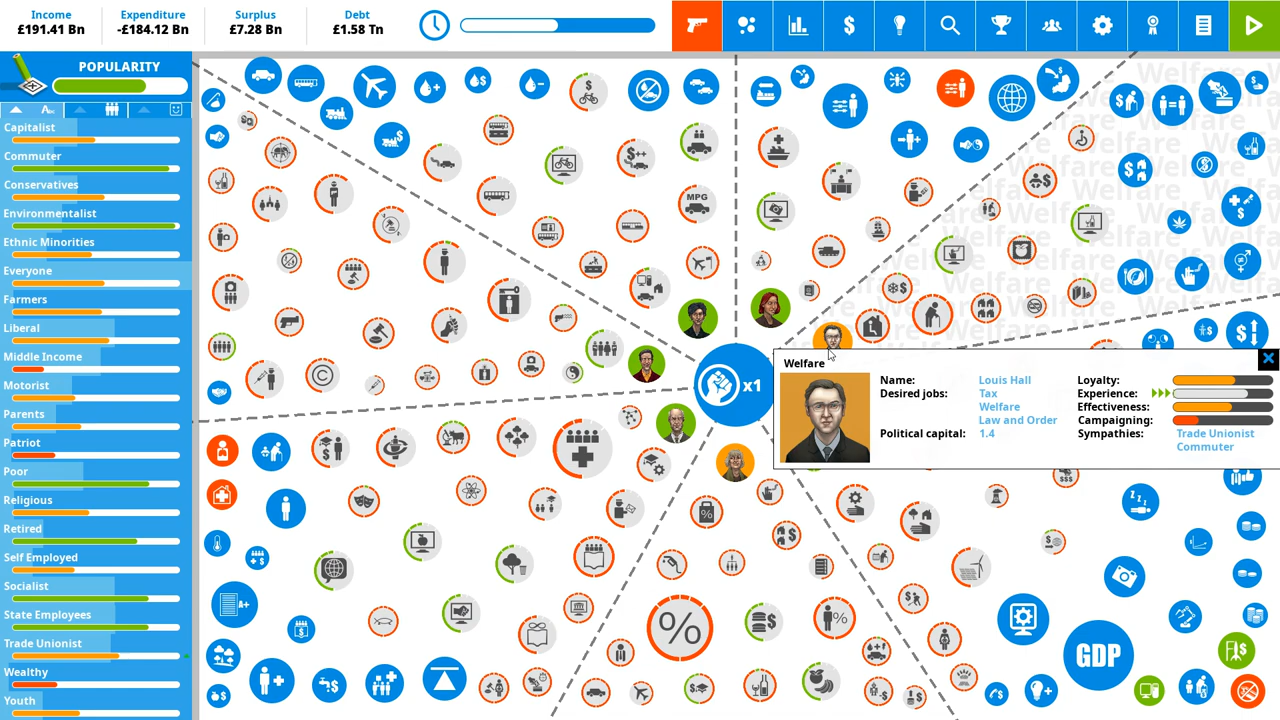 Income
£191.41 Bn
Expenditure
-£184.12 Bn
Surplus
£7.28 Bn
Debt
£1.58 Tn
POPULARITY
Capitalist
Commuter
Conservatives
Environmentalist
Ethnic Minorities
Everyone
Farmers
Liberal
Middle Income
Motorist
Parents
Patriot
Poor
Religious
Retired
Self Employed
Socialist
State Employees
Trade Unionist
Wealthy
Youth
MPG
x1
Welfare
Name: Louis Hall
Desired jobs: Tax
Welfare
Law and Order
Political capital: 1.4
Loyalty:
Experience:
Effectiveness:
Campaigning:
Sympathies: Trade Unionist
Commuter
A+
GDP